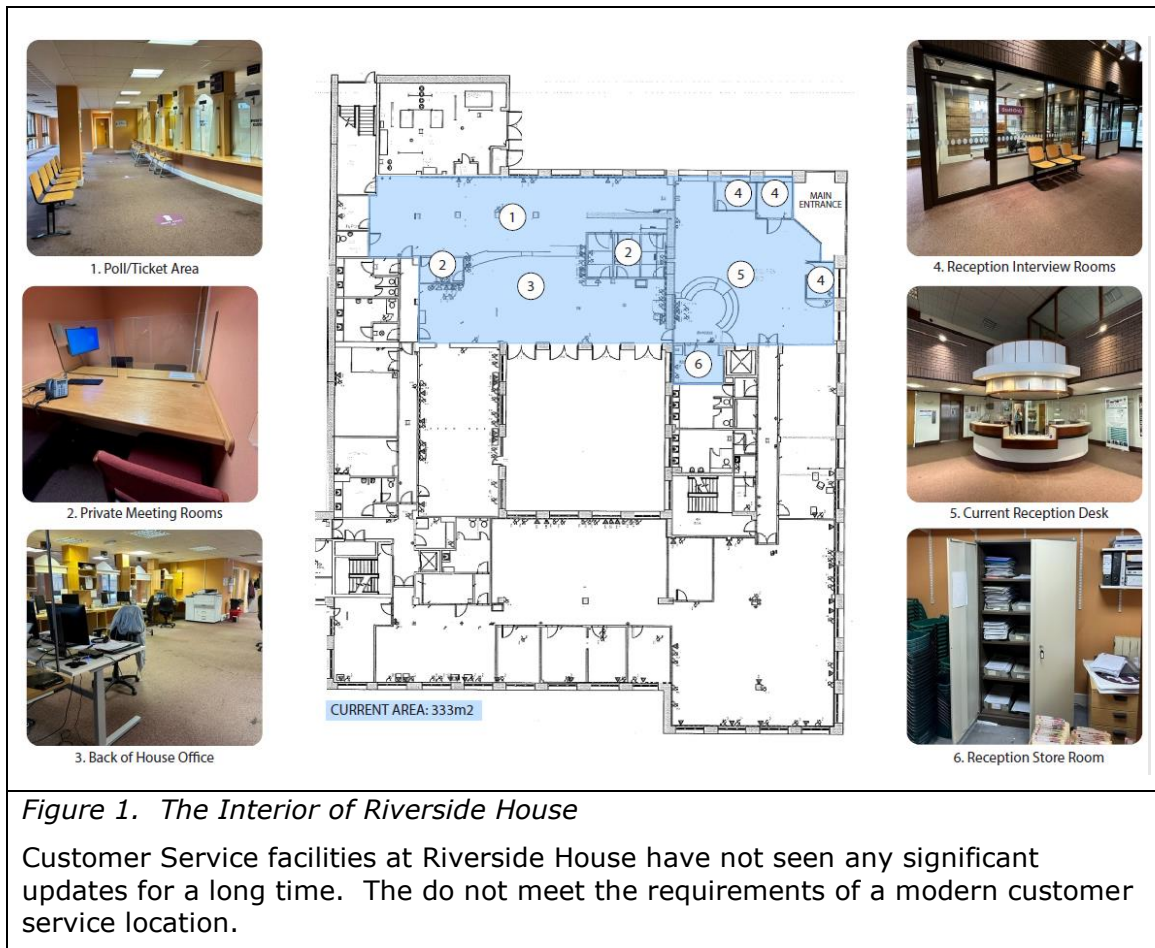 1. Poll/Ticket Area
2. Private Meeting Rooms
3. Back of House Office
1
2
2
3
4
4
4
5
6
MAIN
ENTRANCE
CURRENT AREA: 333m2
4. Reception Interview Rooms
5. Current Reception Desk
6. Reception Store Room
Figure 1.  The Interior of Riverside House
Customer Service facilities at Riverside House have not seen any significant
updates for a long time.  The do not meet the requirements of a modern customer
service location.